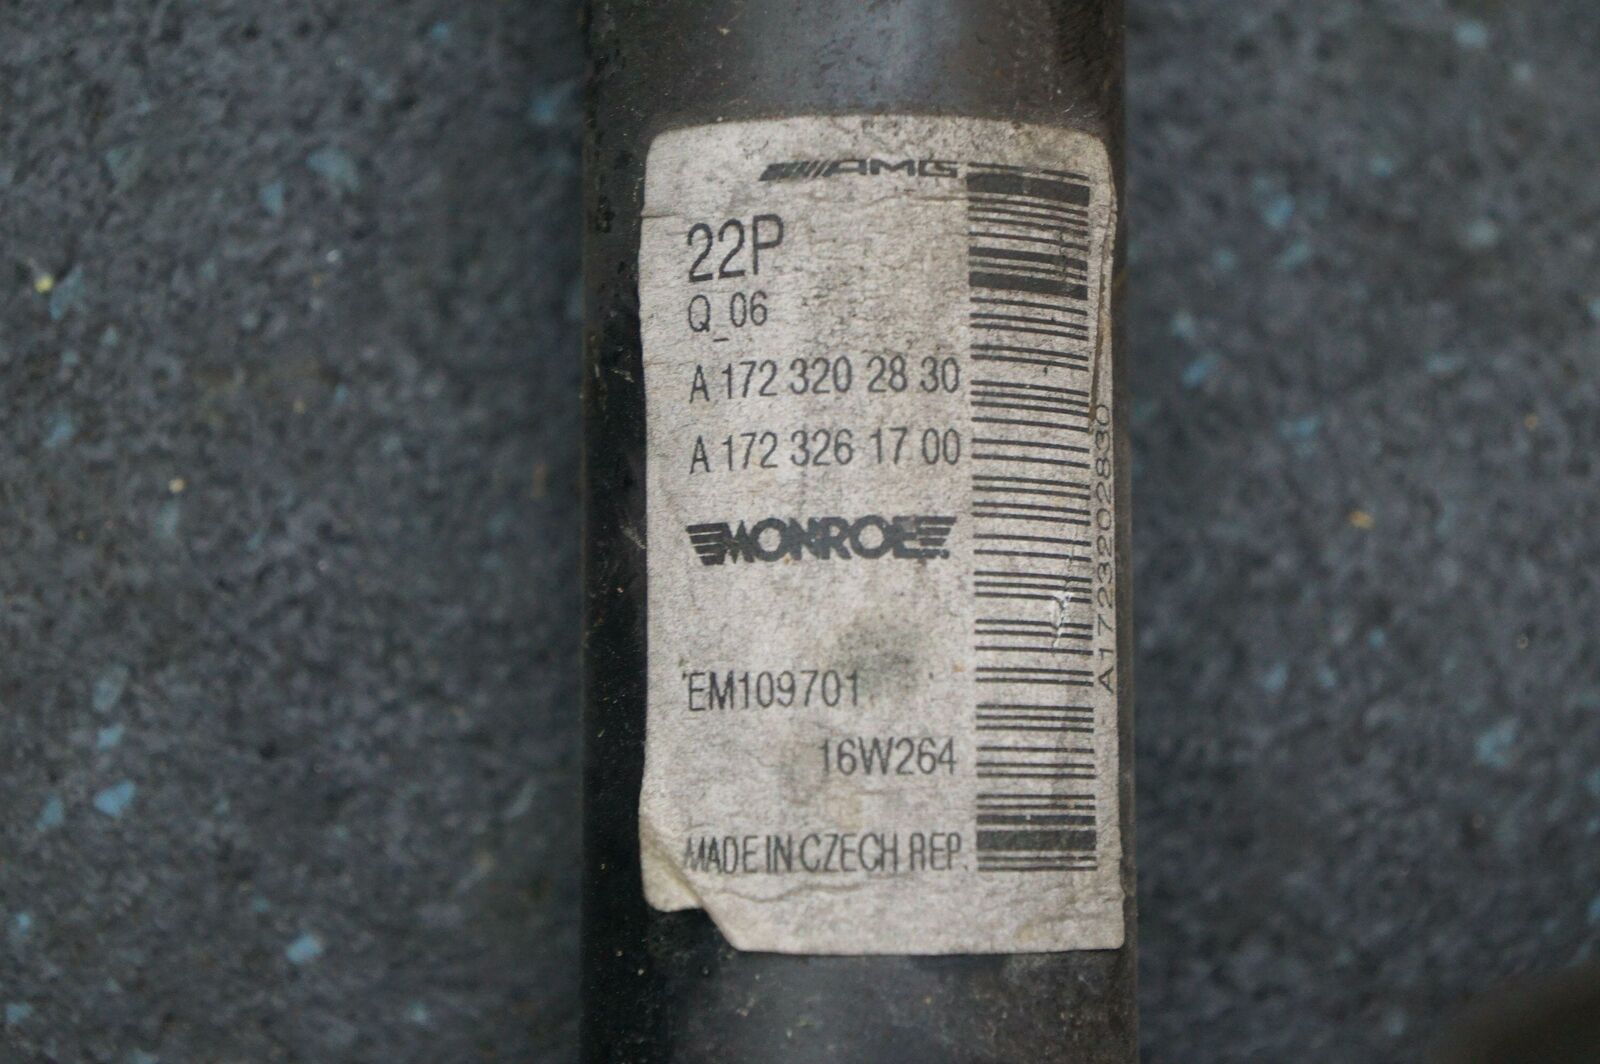 AMG
22P
Q_06
A 172 320 28 30
A 172 326 17 00
MONROE
EM109701
16W264
MADE IN CZECH REP.
A1723202830